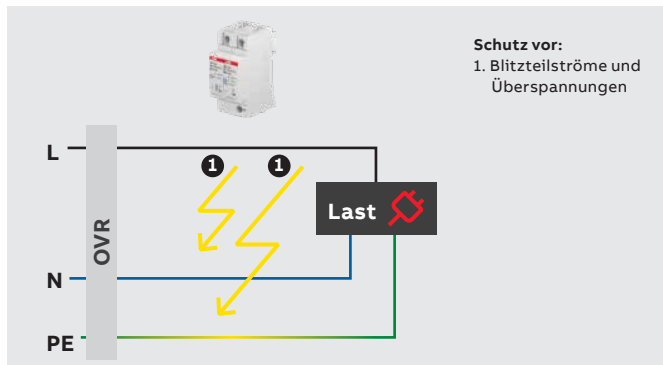 Schutz vor:
1. Blitzteilströme und
Überspannungen
L
1 1
Last
OVR
N
PE